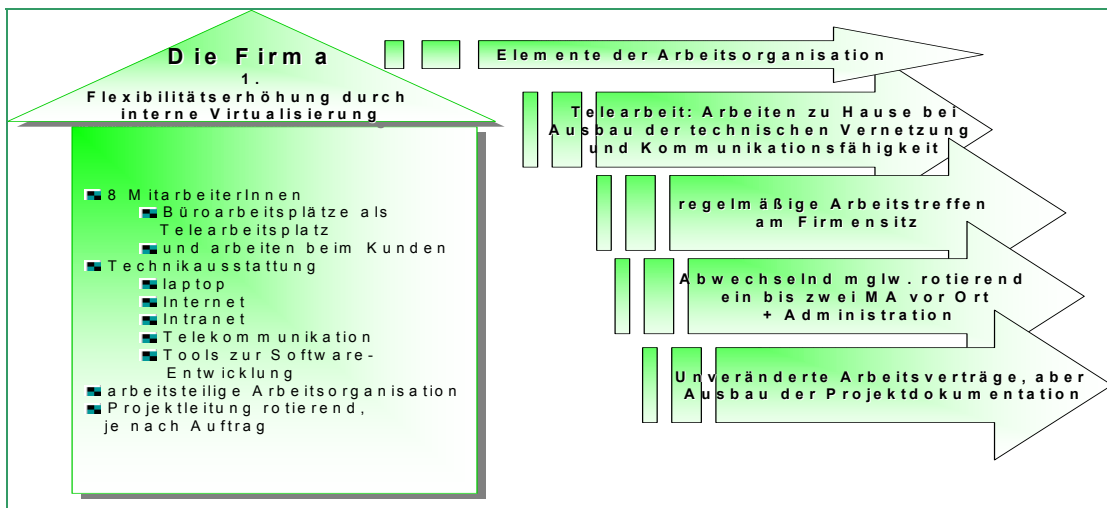 Die Firma
1.
Flexibilitätserhöhung durch
interne Virtualisierung
8 MitarbeiterInnen
Büroarbeitsplätze als
Telearbeitsplatz
und arbeiten beim Kunden
Technikausstattung
laptop
Internet
Intranet
Telekommunikation
Tools zur Software-
Entwicklung
arbeitsteilige Arbeitsorganisation
Projektleitung rotierend,
je nach Auftrag
Elemente der Arbeitsorganisation
Telearbeit: Arbeiten zu Hause bei
Ausbau der technischen Vernetzung
und Kommunikationsfähigkeit
regelmäßige Arbeitstreffen
am Firmensitz
Abwechselnd mglw. rotierend
ein bis zwei MA vor Ort
+ Administration
Unveränderte Arbeitsverträge, aber
Ausbau der Projektdokumentation